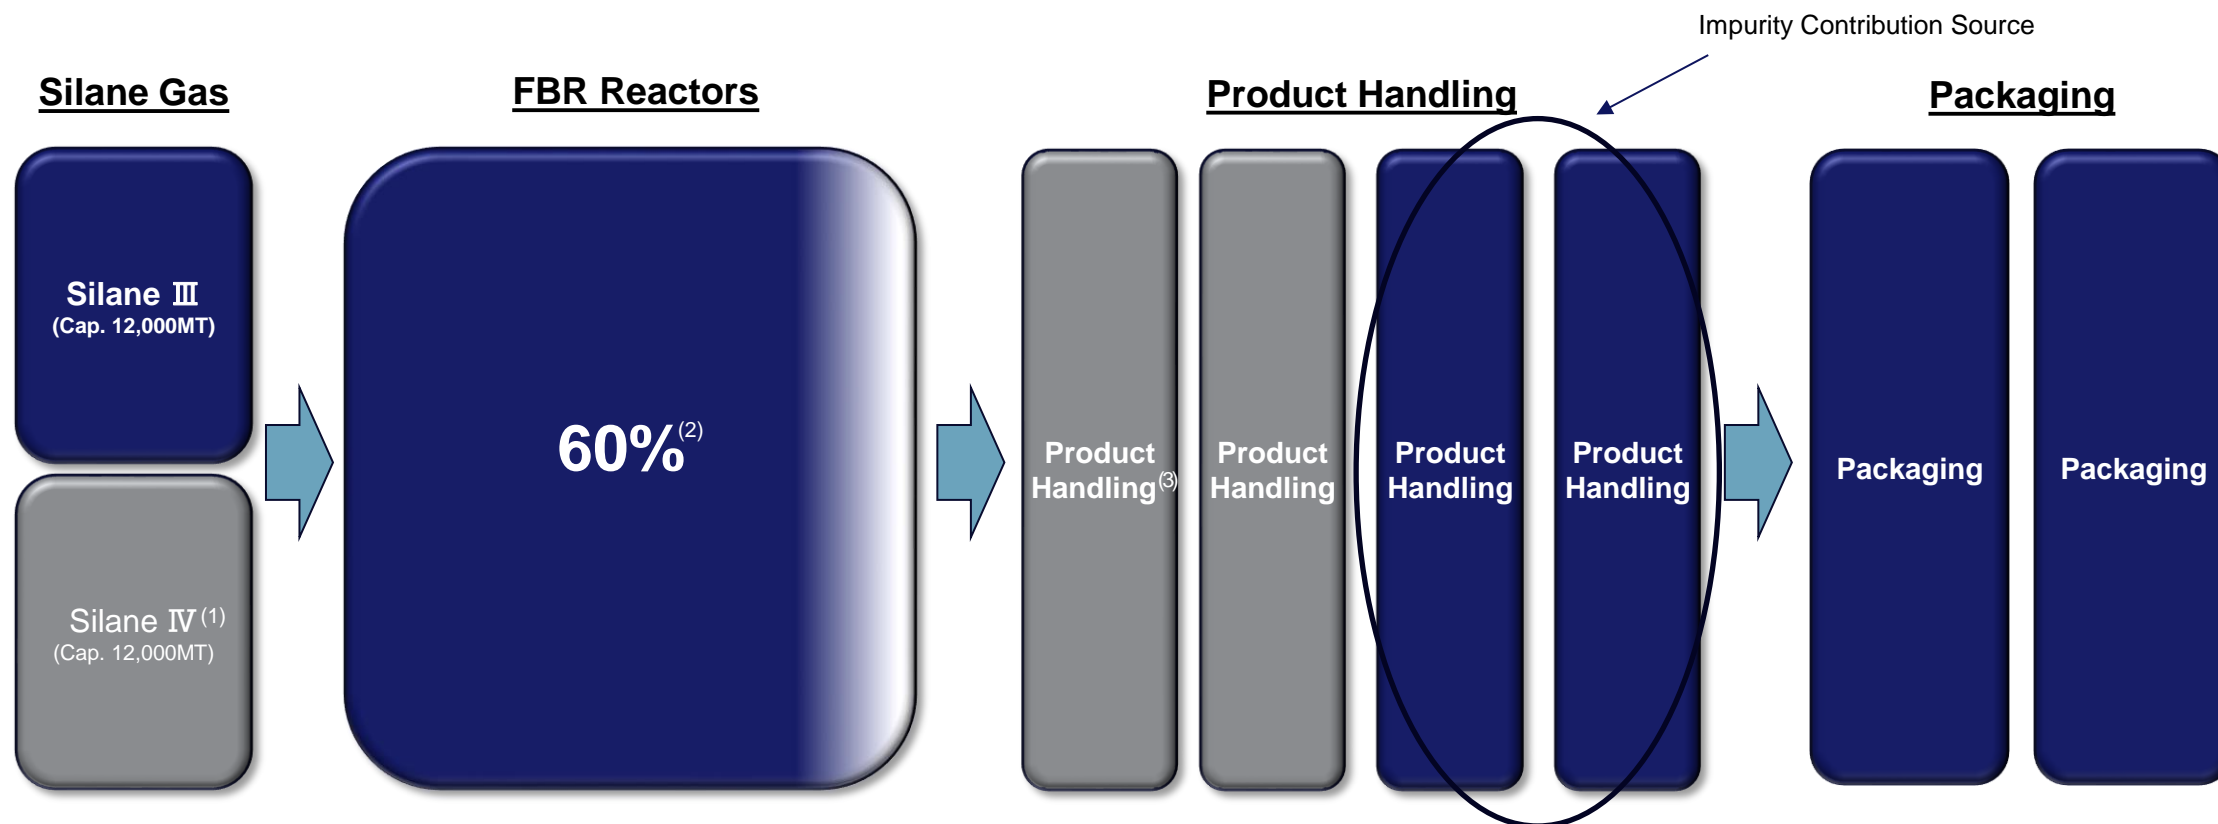 Impurity Contribution Source
Silane Gas
FBR Reactors
Product Handling
Packaging
Silane Ⅲ
(Cap. 12,000MT)
Silane Ⅳ (1)
(Cap. 12,000MT)
60% (2)
Product
Handling (3)
Product
Handling
Product
Handling
Product
Handling
Packaging
Packaging